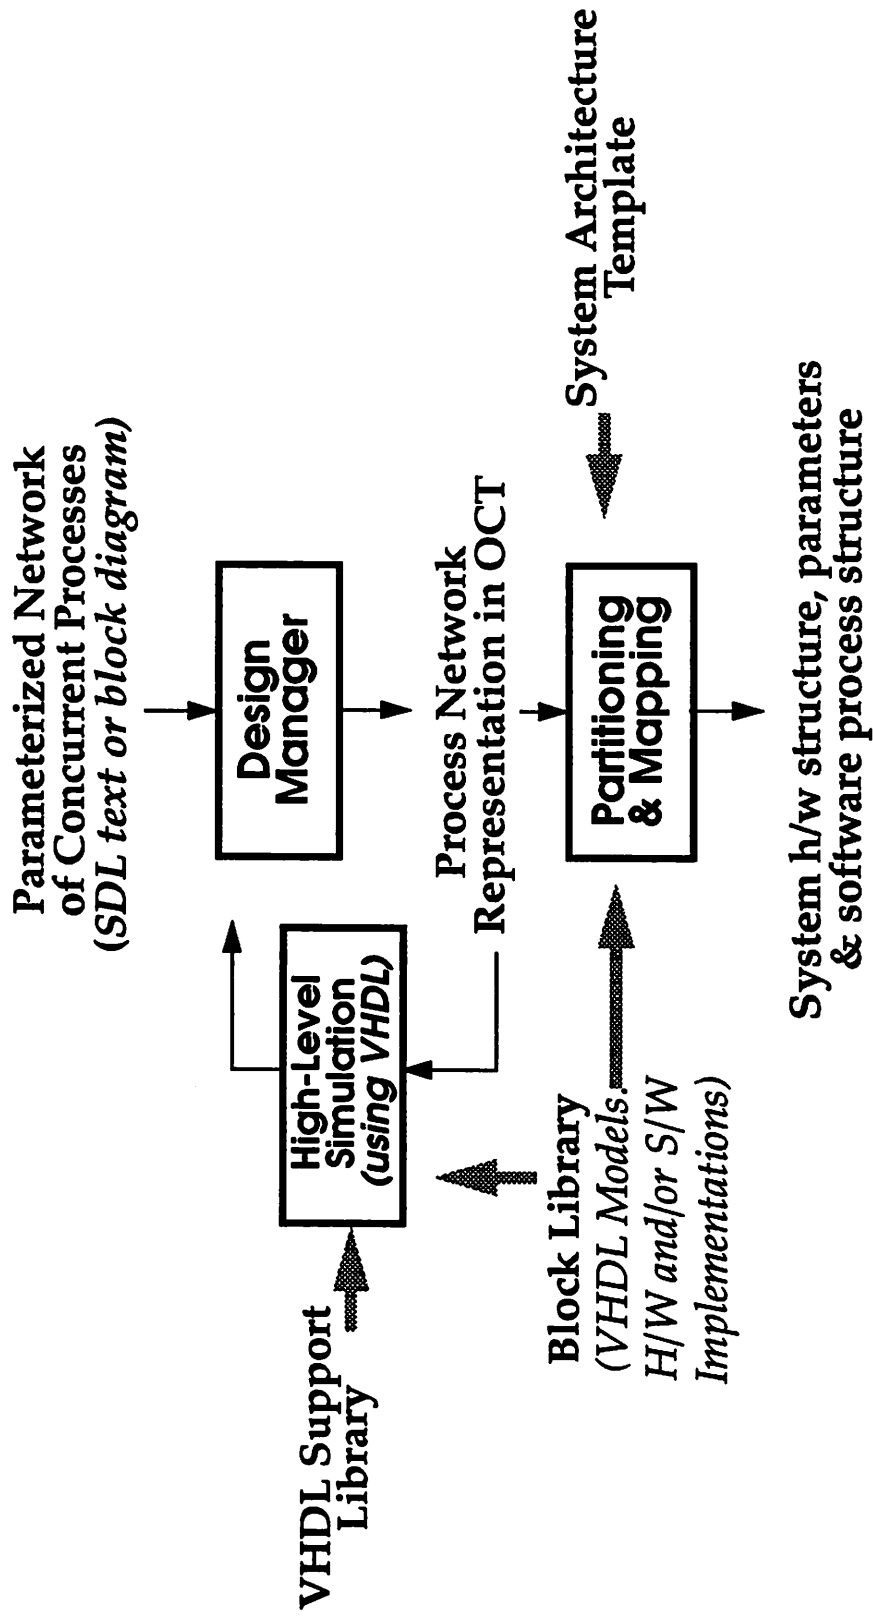 Parameterized Network
of Concurrent Processes
(SDL text or block diagram)
Design
Manager
High-Level
Simulation
(using VHDL)
VHDL Support
Library
Process Network
Representation in OCT
Block Library
(VHDL Models.
H/W and/or S/W
Implementations)
Partitioning
& Mapping
System Architecture
Template
System h/w structure, parameters
& software process structure